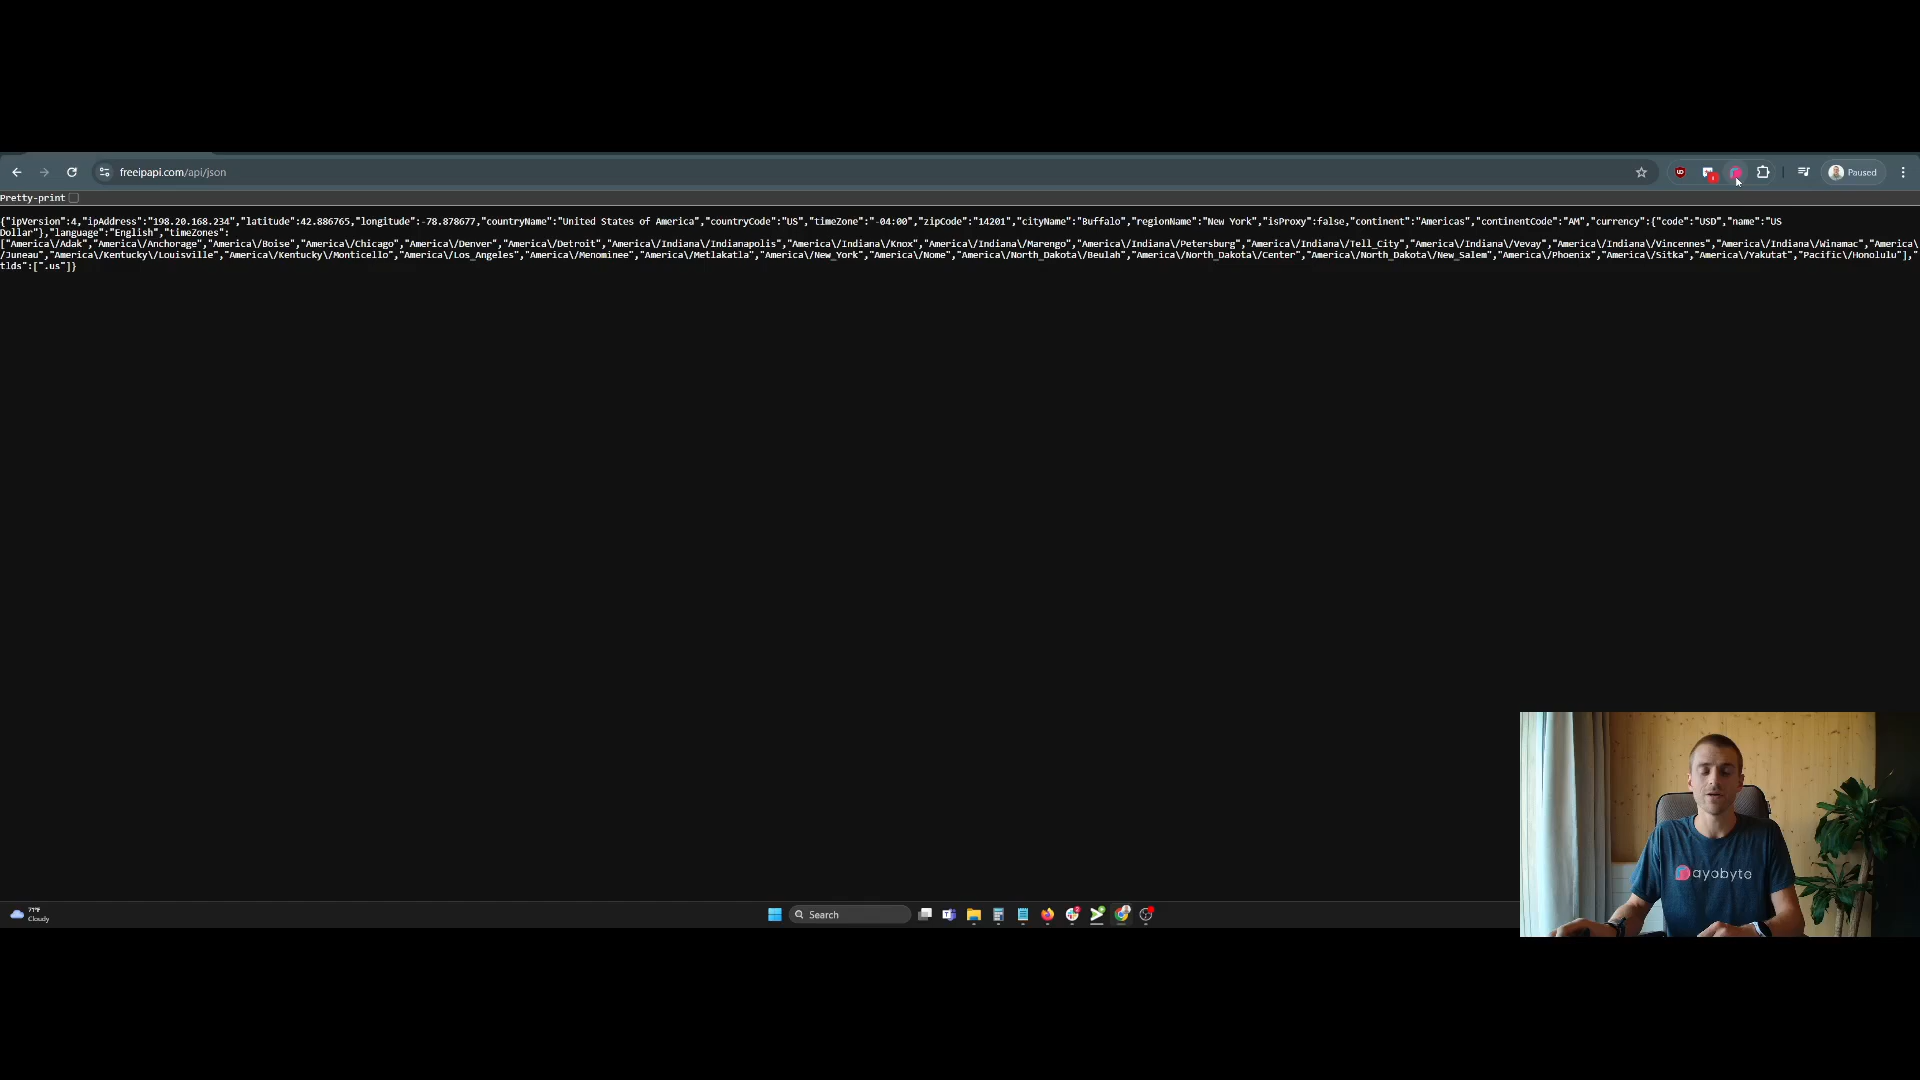 freeipapi.com/api/json
Paused
Pretty-print
{"ipVersion":4,"ipAddress":"198.20.168.234","latitude":42.886765,"longitude":-78.878677,"countryName":"United States of America","countryCode":"US","timeZone":"-04:00","zipCode":"14201","cityName":"Buffalo","regionName":"New York","isProxy":false,"continent":"Americas","continentCode":"AM","currency":{"code":"USD","name":"US
Dollar"},"language":"English","timeZones":
["America\/Adak","America\/Anchorage","America\/Boise","America\/Chicago","America\/Denver","America\/Detroit","America\/Indiana\/Indianapolis","America\/Indiana\/Knox","America\/Indiana\/Marengo","America\/Indiana\/Petersburg","America\/Indiana\/Tell_City","America\/Indiana\/Vevay","America\/Indiana\/Vincennes","America\/Indiana\/Winamac","America\
/Juneau","America\/Kentucky\/Louisville","America\/Kentucky\/Monticello","America\/Los_Angeles","America\/Menominee","America\/Metlakatla","America\/New_York","America\/Nome","America\/North_Dakota\/Beulah","America\/North_Dakota\/Center","America\/North_Dakota\/New_Salem","America\/Phoenix","America\/Sitka","America\/Yakutat","Pacific\/Honolulu"],"
tlds":[".us"]}
ayobyte
71°F
Cloudy
Search